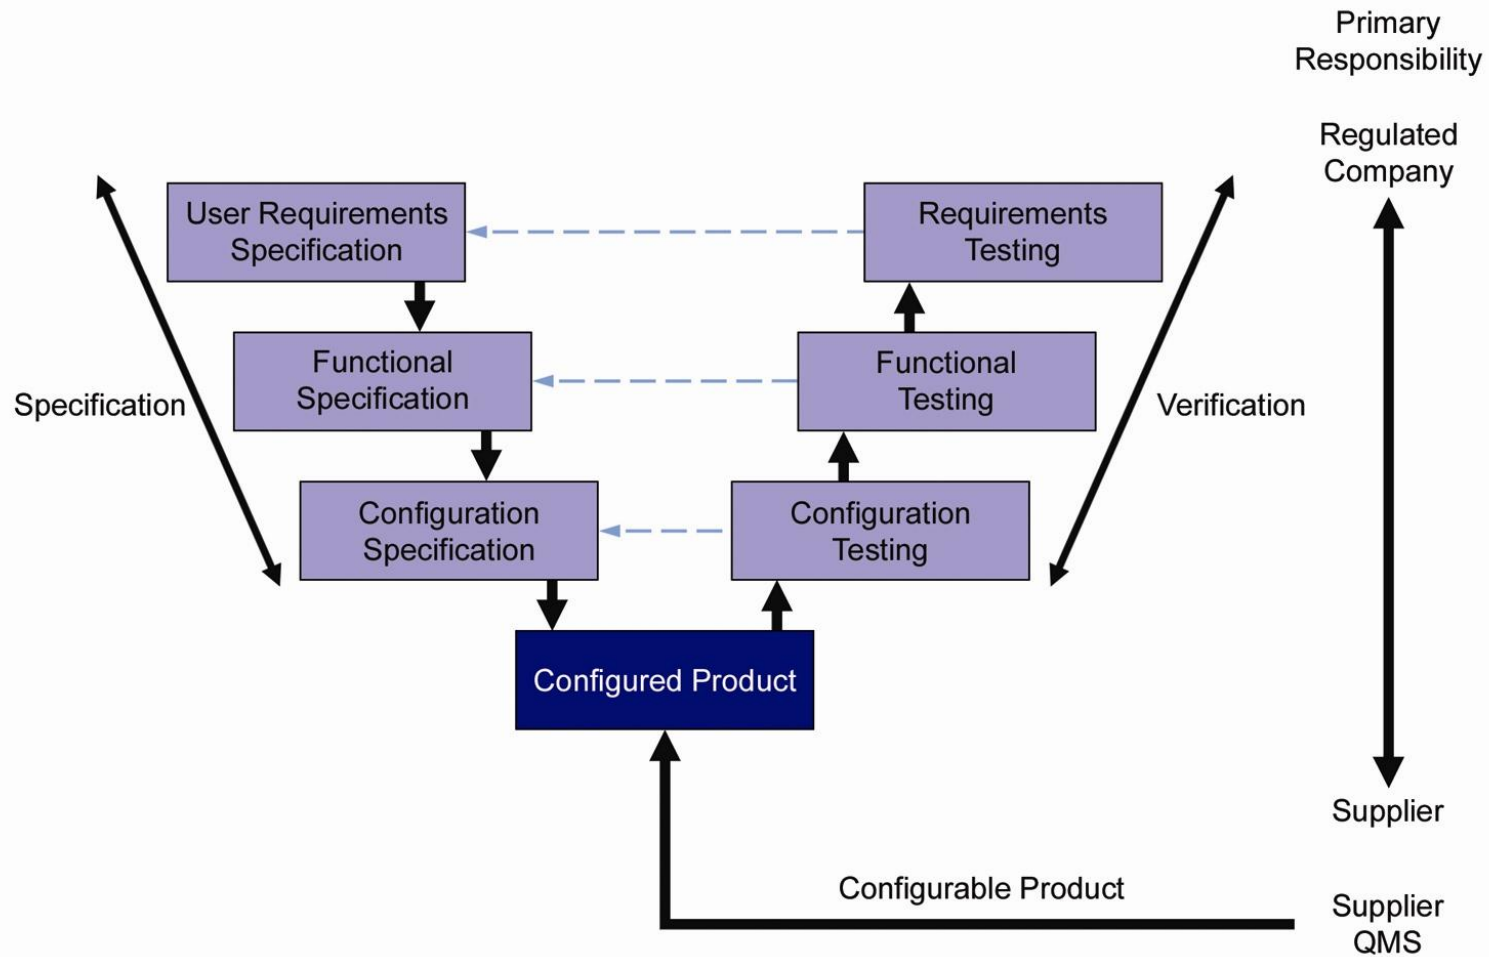 Primary
Responsibility
Regulated
Company
User Requirements
Specification
Requirements
Testing
Functional
Specification
Functional
Testing
Specification
Verification
Configuration
Specification
Configuration
Testing
Configured Product
Supplier
Configurable Product
Supplier
QMS